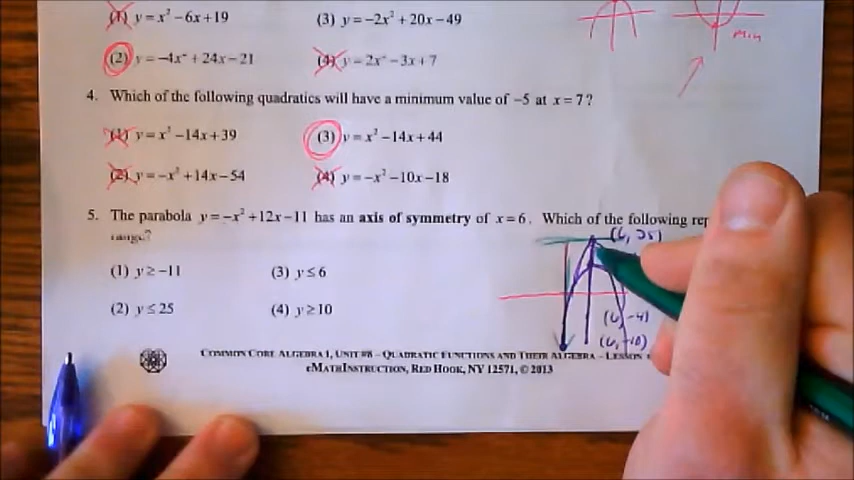 (1) y = x² − 6x + 19 (3) y = −2x² + 20x − 49
(2) y = −4x² + 24x − 21 (4) y = 2x² − 3x + 7
Min
4. Which of the following quadratics will have a minimum value of −5 at x = 7?
(1) y = x² − 14x + 39 (3) y = x² − 14x + 44
(2) y = −x² + 14x − 54 (4) y = −x² − 10x − 18
5. The parabola y = −x² + 12x − 11 has an axis of symmetry of x = 6. Which of the following
range?
(6, 25)
(1) y ≥ −11 (3) y ≤ 6
(2) y ≤ 25 (4) y ≥ 10
(6, −4)
(6, −10)
COMMON CORE ALGEBRA I, UNIT #8 – QUADRATIC FUNCTIONS AND THEIR ALGEBRA – LESSON
eMATHINSTRUCTION, RED HOOK, NY 12571, © 2013